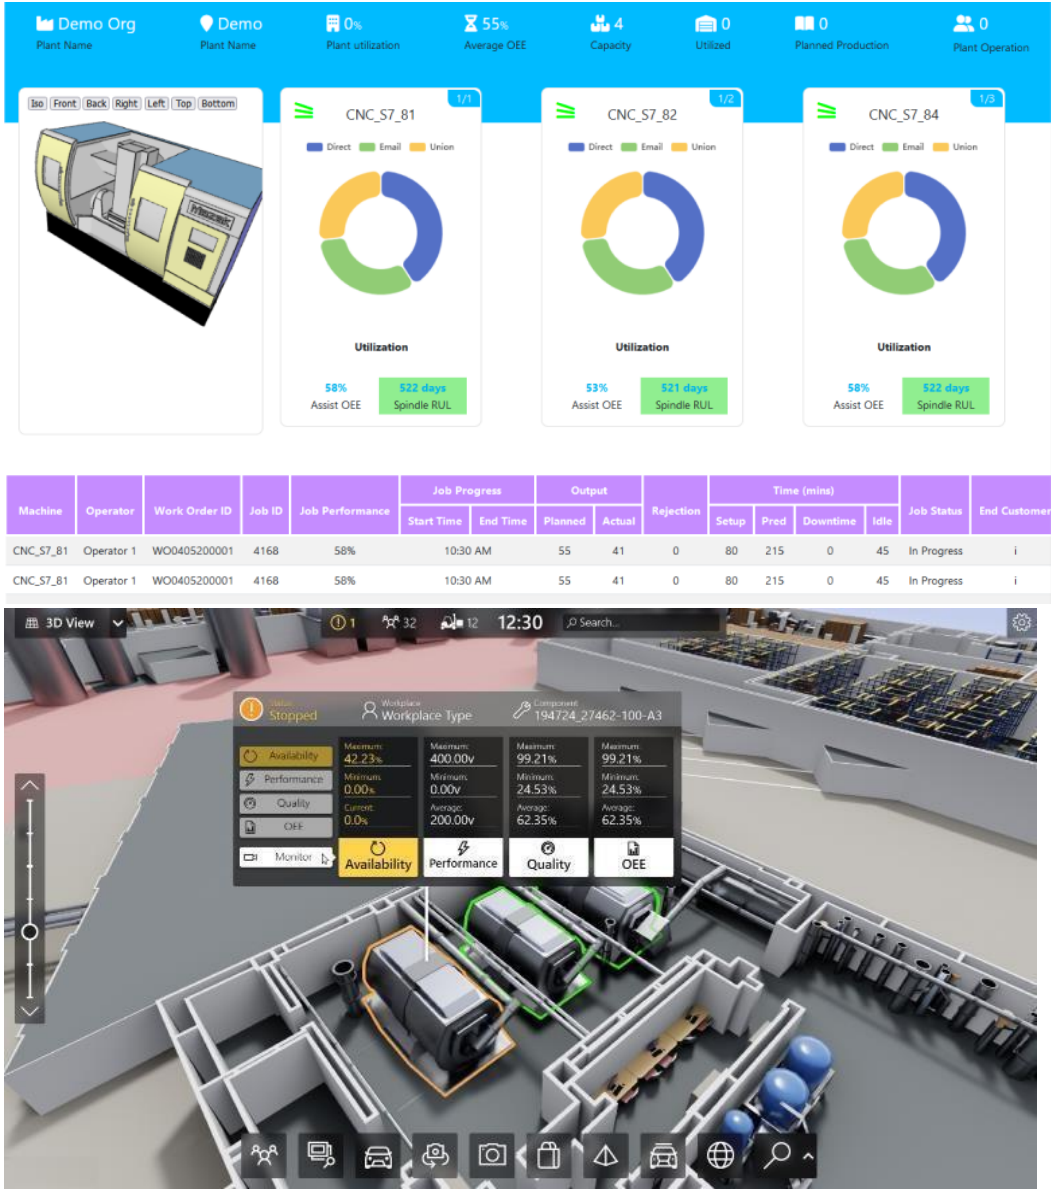 Demo Org
Plant Name
Demo
Plant Name
0%
Plant utilization
55%
Average OEE
4
Capacity
0
Utilized
0
Planned Production
0
Plant Operation
Iso Front Back Right Left Top Bottom
Mazak
1/1
CNC_S7_81
Direct Email Union
Utilization
58%
Assist OEE
522 days
Spindle RUL
1/2
CNC_S7_82
Direct Email Union
Utilization
53%
Assist OEE
521 days
Spindle RUL
1/3
CNC_S7_84
Direct Email Union
Utilization
58%
Assist OEE
522 days
Spindle RUL
Job Progress Output Time (mins)
Machine Operator Work Order ID Job ID Job Performance Rejection Job Status End Customer
Start Time End Time Planned Actual Setup Pred Downtime Idle
CNC_S7_81 Operator 1 WO0405200001 4168 58% 10:30 AM 55 41 0 80 215 0 45 In Progress i
CNC_S7_81 Operator 1 WO0405200001 4168 58% 10:30 AM 55 41 0 80 215 0 45 In Progress i
3D View 1 32 12 12:30 Search...
Status
Stopped
Workplace
Workplace Type
Component
194724_27462-100-A3
Availability
Performance
Quality
OEE
Monitor
Maximum:
42.23%
Minimum:
0.00%
Current:
0.0%
Availability
Maximum:
400.00v
Minimum:
0.00v
Average:
200.00v
Performance
Maximum:
99.21%
Minimum:
24.53%
Average:
62.35%
Quality
Maximum:
99.21%
Minimum:
24.53%
Average:
62.35%
OEE